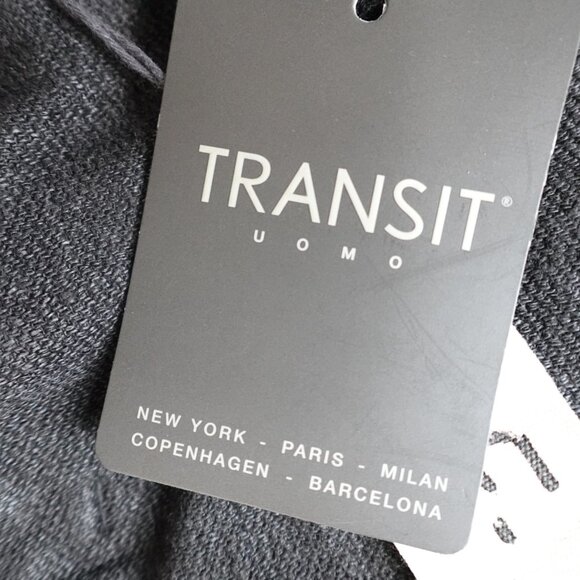 TRANSIT®
UOMO
NEW YORK - PARIS - MILAN
COPENHAGEN - BARCELONA